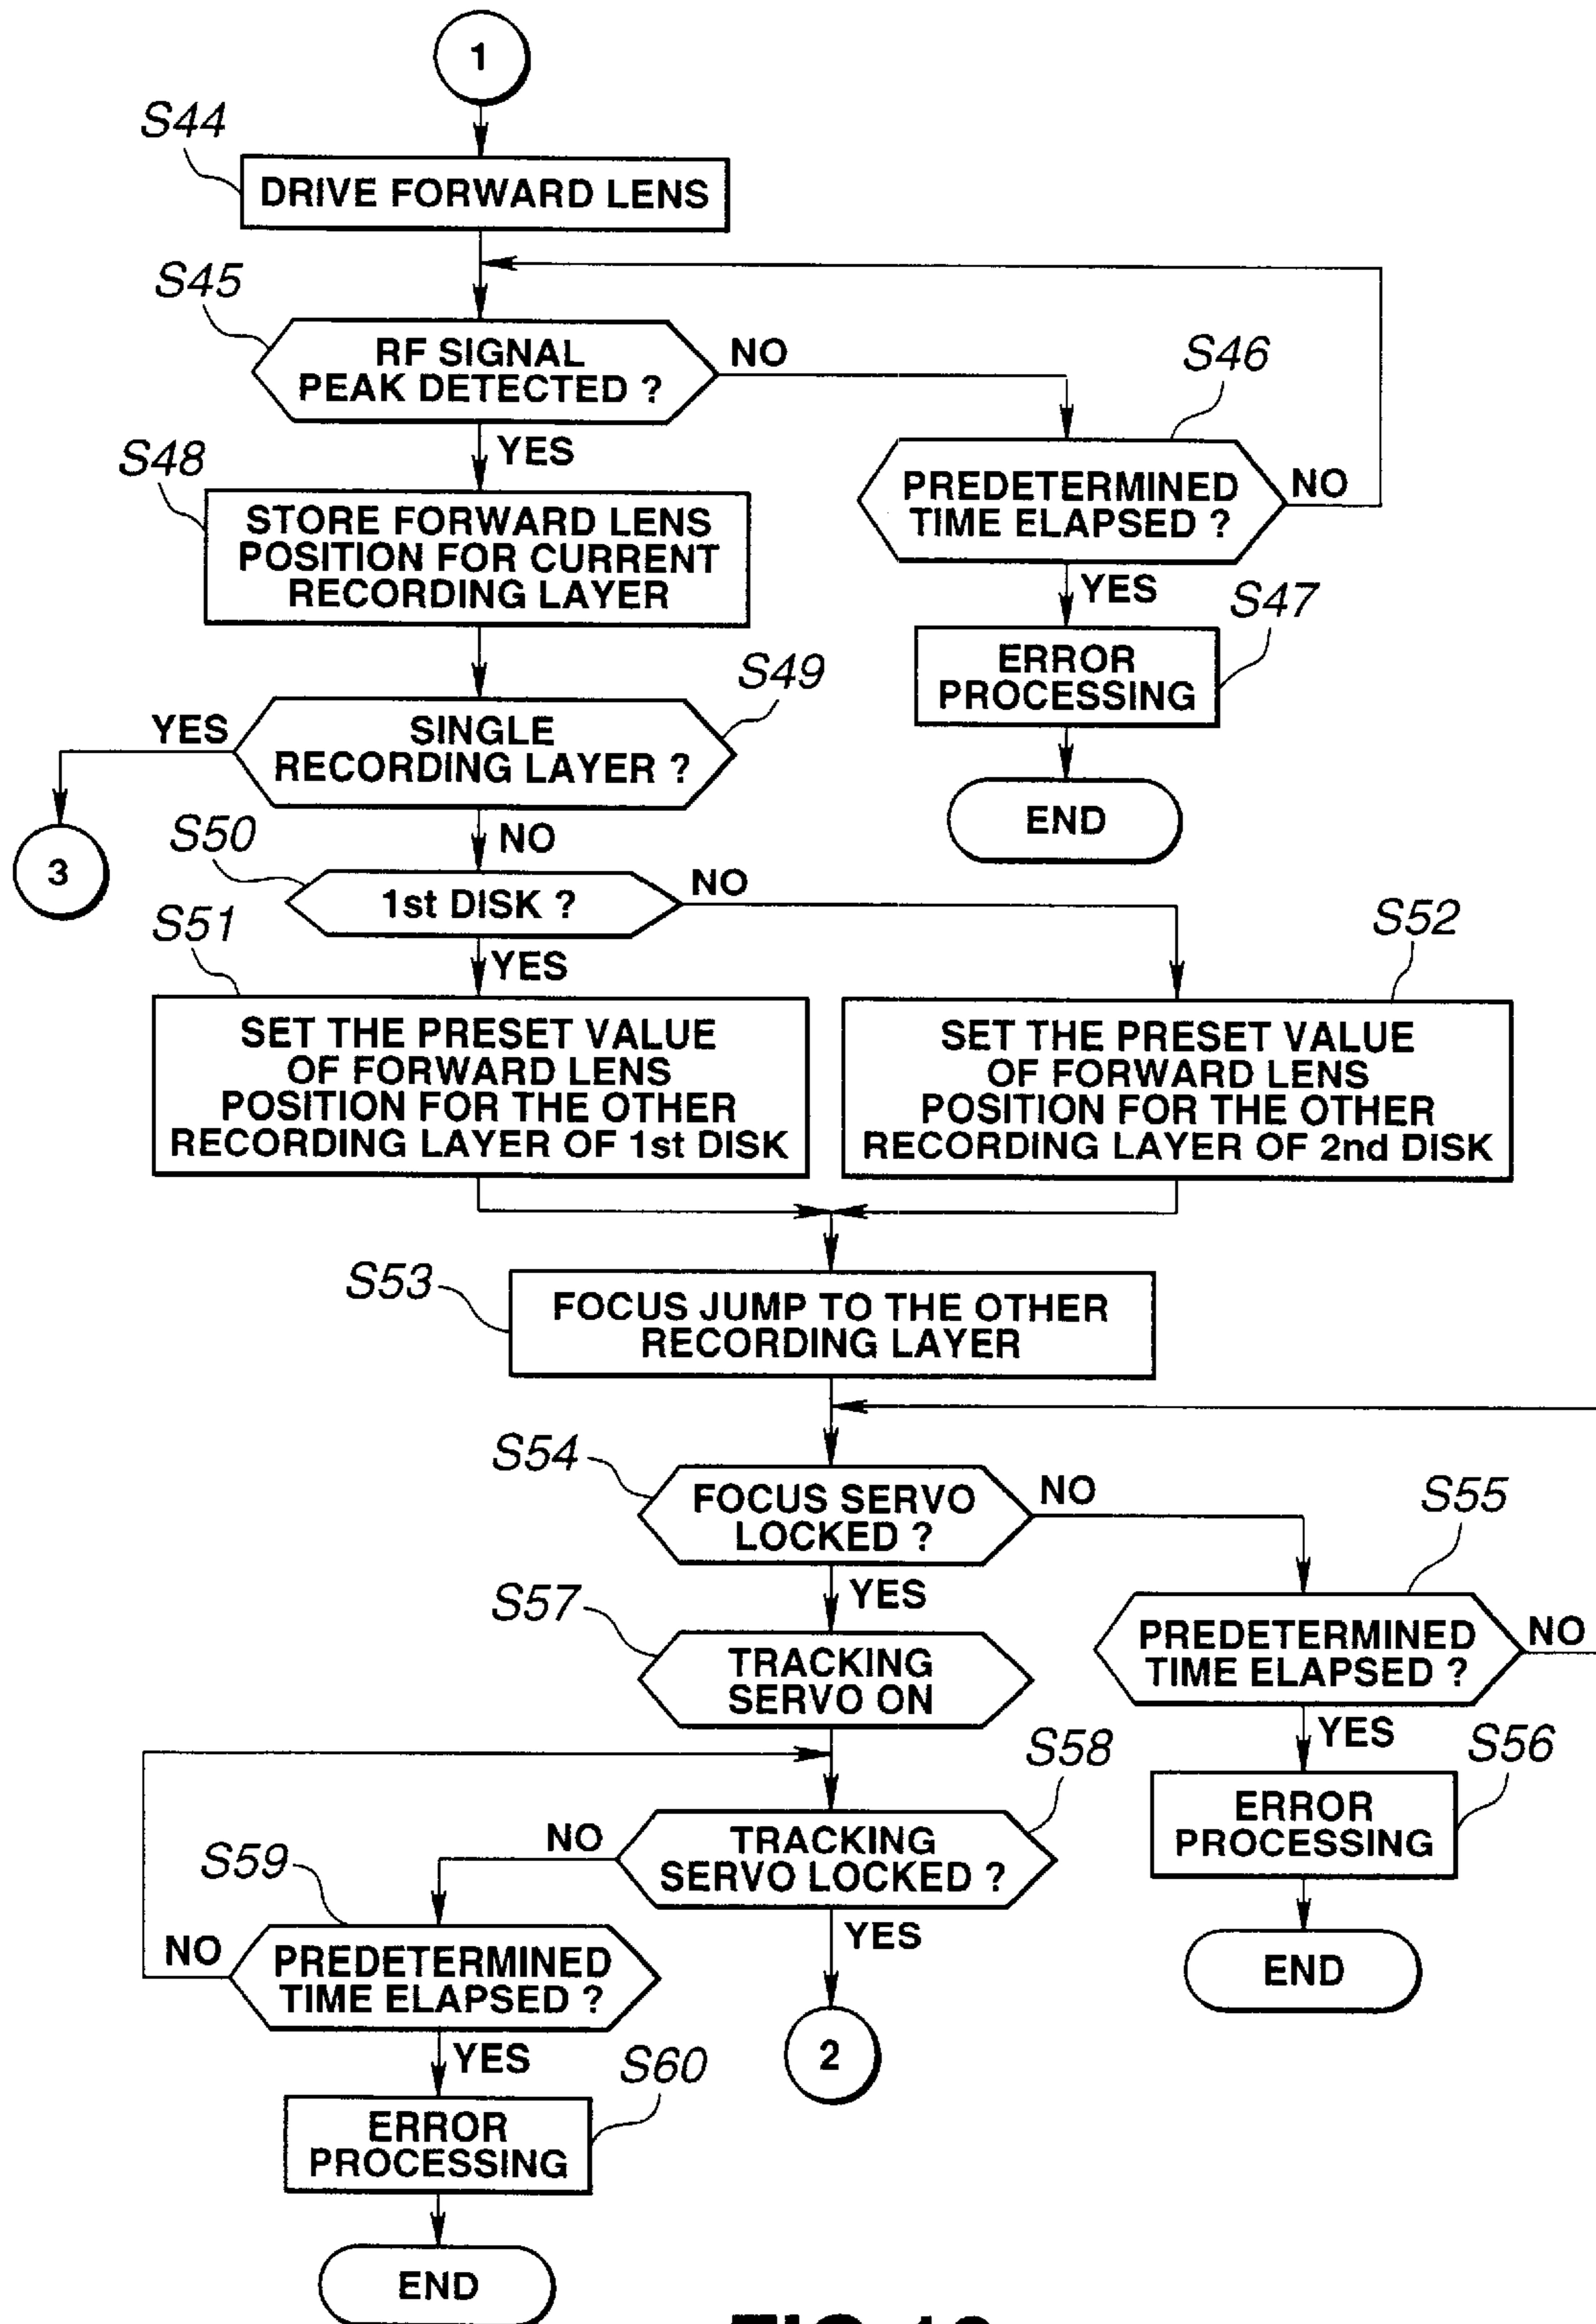 1
S44
DRIVE FORWARD LENS
S45
RF SIGNAL
PEAK DETECTED ?
NO
YES
S46
PREDETERMINED
TIME ELAPSED ?
NO
YES
S47
ERROR
PROCESSING
END
S48
STORE FORWARD LENS
POSITION FOR CURRENT
RECORDING LAYER
S49
SINGLE
RECORDING LAYER ?
YES
3
NO
S50
1st DISK ?
NO
YES
S51
SET THE PRESET VALUE
OF FORWARD LENS
POSITION FOR THE OTHER
RECORDING LAYER OF 1st DISK
S52
SET THE PRESET VALUE
OF FORWARD LENS
POSITION FOR THE OTHER
RECORDING LAYER OF 2nd DISK
S53
FOCUS JUMP TO THE OTHER
RECORDING LAYER
S54
FOCUS SERVO
LOCKED ?
NO
YES
S55
PREDETERMINED
TIME ELAPSED ?
NO
YES
S56
ERROR
PROCESSING
END
S57
TRACKING
SERVO ON
S58
TRACKING
SERVO LOCKED ?
NO
YES
2
S59
PREDETERMINED
TIME ELAPSED ?
NO
YES
S60
ERROR
PROCESSING
END